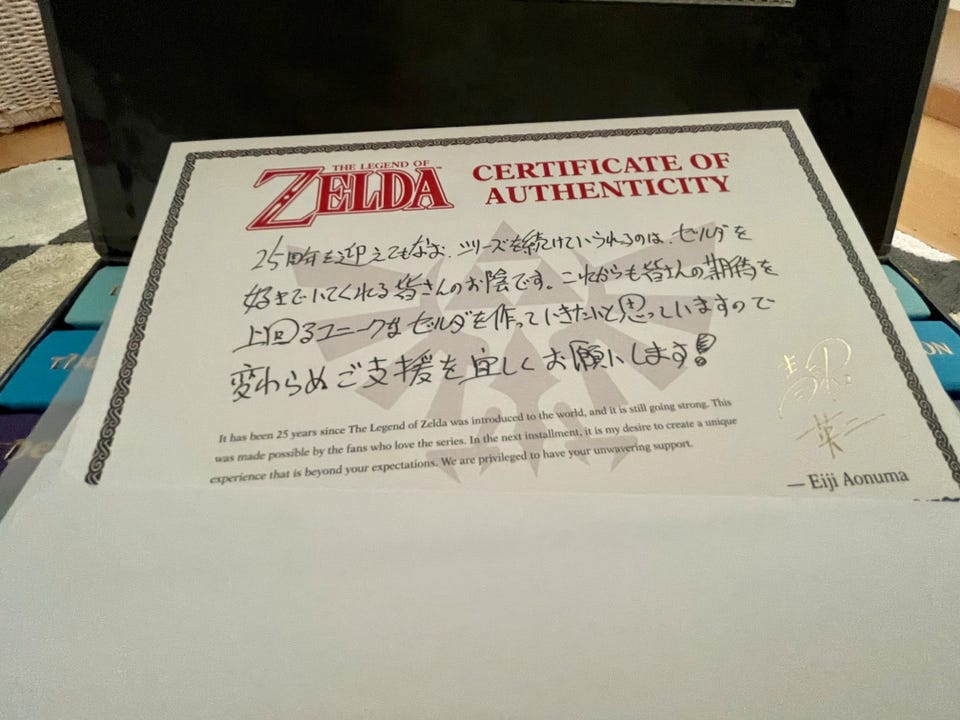 THE LEGEND OF
ZELDA
CERTIFICATE OF
AUTHENTICITY
25周年を迎えてもなお、シリーズを続けていられるのは、ゼルダを
好きでいてくれる皆さんのお陰です。これからも皆さんの期待を
上回るユニークなゼルダを作っていきたいと思っていますので
変わらぬご支援を宜しくお願いします!
It has been 25 years since The Legend of Zelda was introduced to the world, and it is still going strong. This
was made possible by the fans who love the series. In the next installment, it is my desire to create a unique
experience that is beyond your expectations. We are privileged to have your unwavering support.
英二
— Eiji Aonuma
ON